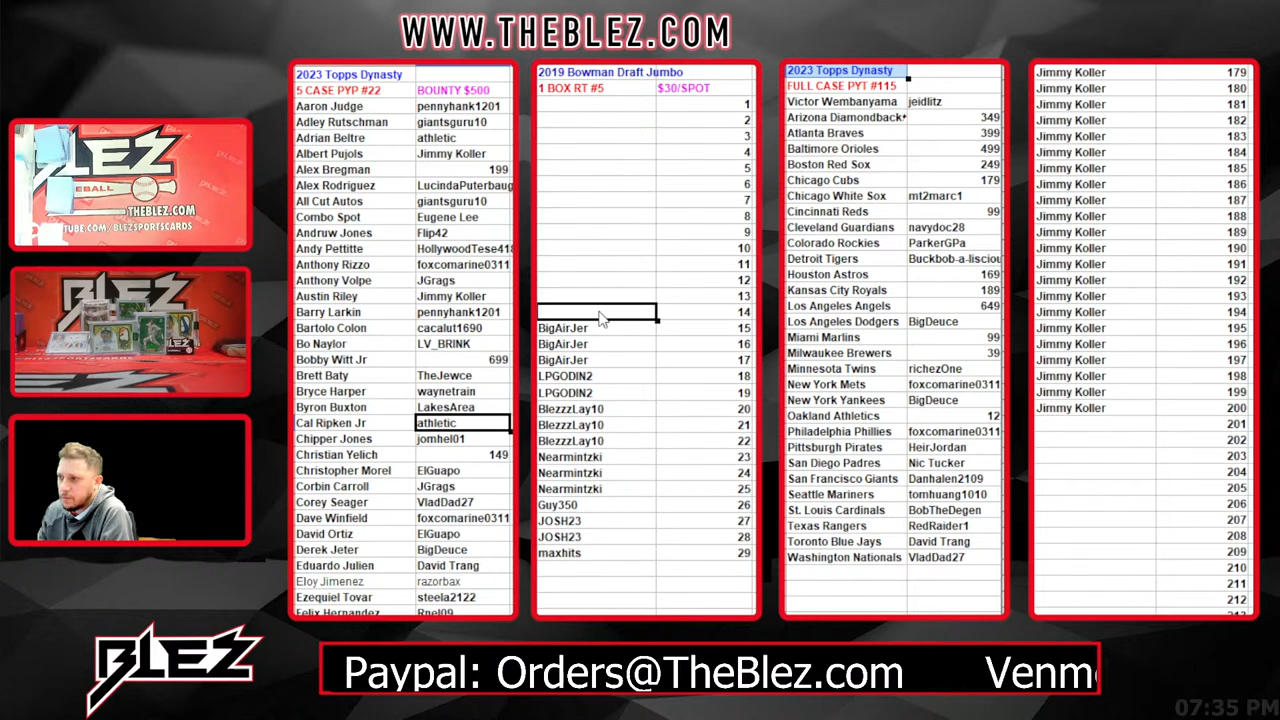 WWW.THEBLEZ.COM
BLEZ
BASEBALL
THEBLEZ.COM
TUBE.COM/BLEZSPORTSCARDS
2023 Topps Dynasty
5 CASE PYP #22 BOUNTY $500
Aaron Judge pennyhank1201
Adley Rutschman giantsguru10
Adrian Beltre athletic
Albert Pujols Jimmy Koller
Alex Bregman 199
Alex Rodriguez LucindaPuterbaug
All Cut Autos giantsguru10
Combo Spot Eugene Lee
Andruw Jones Flip42
Andy Pettitte HollywoodTese418
Anthony Rizzo foxcomarine0311
Anthony Volpe JGrags
Austin Riley Jimmy Koller
Barry Larkin pennyhank1201
Bartolo Colon cacalut1690
Bo Naylor LV_BRINK
Bobby Witt Jr 699
Brett Baty TheJewce
Bryce Harper waynetrain
Byron Buxton LakesArea
Cal Ripken Jr athletic
Chipper Jones jomhel01
Christian Yelich 149
Christopher Morel ElGuapo
Corbin Carroll JGrags
Corey Seager VladDad27
Dave Winfield foxcomarine0311
David Ortiz ElGuapo
Derek Jeter BigDeuce
Eduardo Julien David Trang
Eloy Jimenez razorbax
Ezequiel Tovar steela2122
Felix Hernandez Rnel09
2019 Bowman Draft Jumbo
1 BOX RT #5 $30/SPOT
1
2
3
4
5
6
7
8
9
10
11
12
13
14
BigAirJer 15
BigAirJer 16
BigAirJer 17
LPGODIN2 18
LPGODIN2 19
BlezzzLay10 20
BlezzzLay10 21
BlezzzLay10 22
Nearmintzki 23
Nearmintzki 24
Nearmintzki 25
Guy350 26
JOSH23 27
JOSH23 28
maxhits 29
2023 Topps Dynasty
FULL CASE PYT #115
Victor Wembanyama jeidlitz
Arizona Diamondback 349
Atlanta Braves 399
Baltimore Orioles 499
Boston Red Sox 249
Chicago Cubs 179
Chicago White Sox mt2marc1
Cincinnati Reds 99
Cleveland Guardians navydoc28
Colorado Rockies ParkerGPa
Detroit Tigers Buckbob-a-lisciou
Houston Astros 169
Kansas City Royals 189
Los Angeles Angels 649
Los Angeles Dodgers BigDeuce
Miami Marlins 99
Milwaukee Brewers 39
Minnesota Twins richezOne
New York Mets foxcomarine0311
New York Yankees BigDeuce
Oakland Athletics 12
Philadelphia Phillies foxcomarine0311
Pittsburgh Pirates HeirJordan
San Diego Padres Nic Tucker
San Francisco Giants Danhalen2109
Seattle Mariners tomhuang1010
St. Louis Cardinals BobTheDegen
Texas Rangers RedRaider1
Toronto Blue Jays David Trang
Washington Nationals VladDad27
Jimmy Koller 179
Jimmy Koller 180
Jimmy Koller 181
Jimmy Koller 182
Jimmy Koller 183
Jimmy Koller 184
Jimmy Koller 185
Jimmy Koller 186
Jimmy Koller 187
Jimmy Koller 188
Jimmy Koller 189
Jimmy Koller 190
Jimmy Koller 191
Jimmy Koller 192
Jimmy Koller 193
Jimmy Koller 194
Jimmy Koller 195
Jimmy Koller 196
Jimmy Koller 197
Jimmy Koller 198
Jimmy Koller 199
Jimmy Koller 200
201
202
203
204
205
206
207
208
209
210
211
212
213
BLEZ
Paypal: Orders@TheBlez.com Venm
07:35 PM